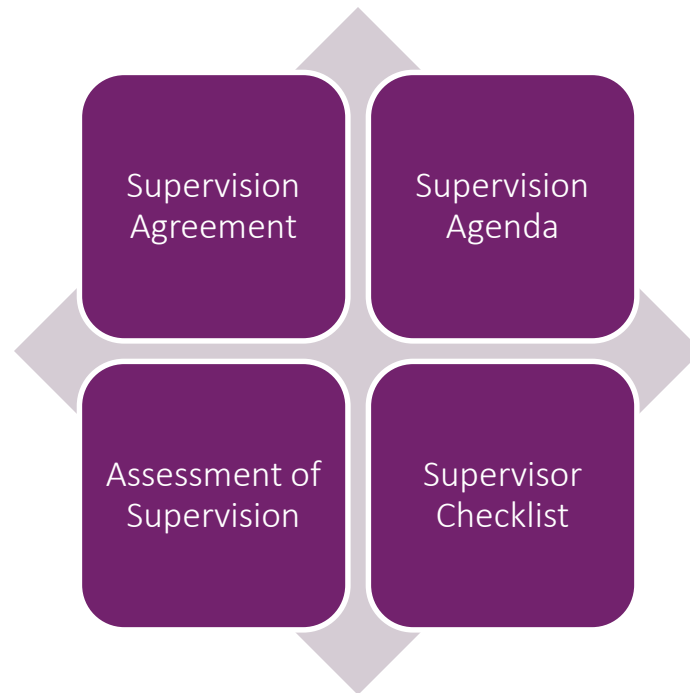 Supervision
Agreement
Supervision
Agenda
Assessment of
Supervision
Supervisor
Checklist